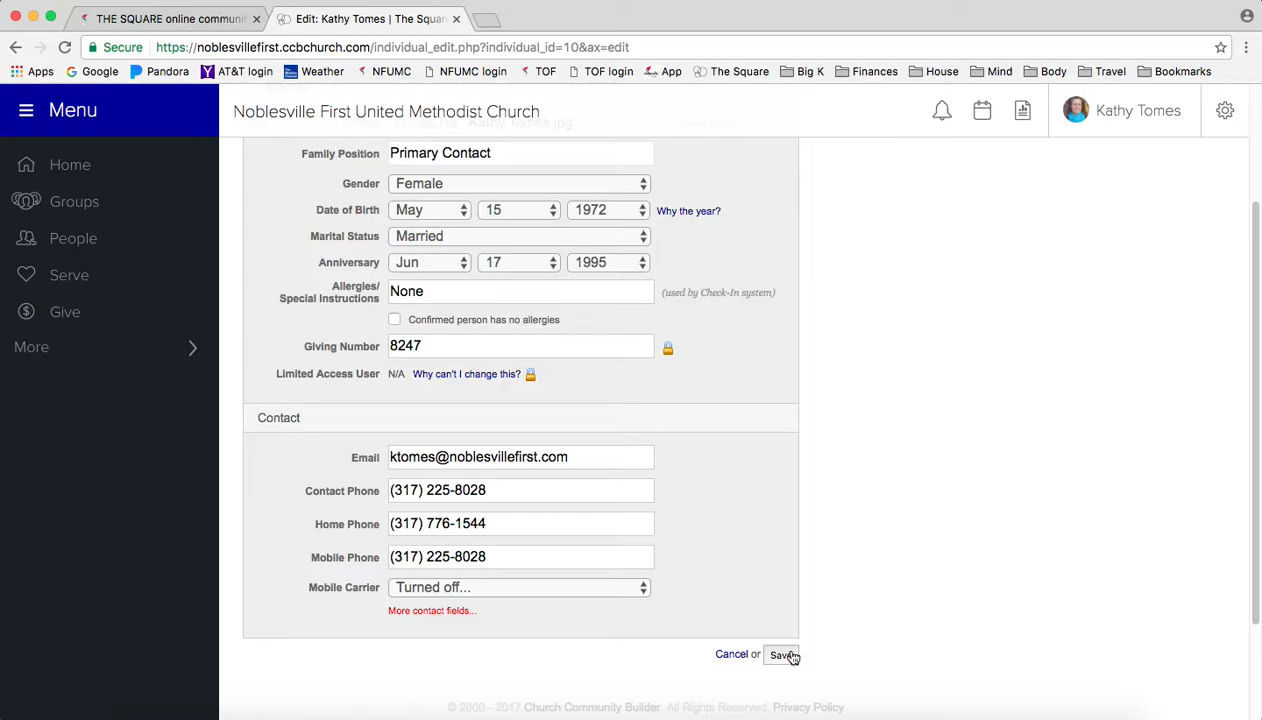 THE SQUARE online communit
Edit: Kathy Tomes | The Squar
Secure https://noblesvillefirst.ccbchurch.com/individual_edit.php?individual_id=10&ax=edit
Apps Google Pandora AT&T login Weather NFUMC NFUMC login TOF TOF login App The Square Big K Finances House Mind Body Travel Bookmarks
Menu
Noblesville First United Methodist Church
Kathy Tomes
Home
Groups
People
Serve
Give
More
Kathy Tomes.jpg
Family Position Primary Contact
Gender Female
Date of Birth May 15 1972 Why the year?
Marital Status Married
Anniversary Jun 17 1995
Allergies/
Special Instructions None (used by Check-In system)
Confirmed person has no allergies
Giving Number 8247
Limited Access User N/A Why can't I change this?
Contact
Email ktomes@noblesvillefirst.com
Contact Phone (317) 225-8028
Home Phone (317) 776-1544
Mobile Phone (317) 225-8028
Mobile Carrier Turned off...
More contact fields...
Cancel or Save
© 2000 – 2017 Church Community Builder. All Rights Reserved. Privacy Policy